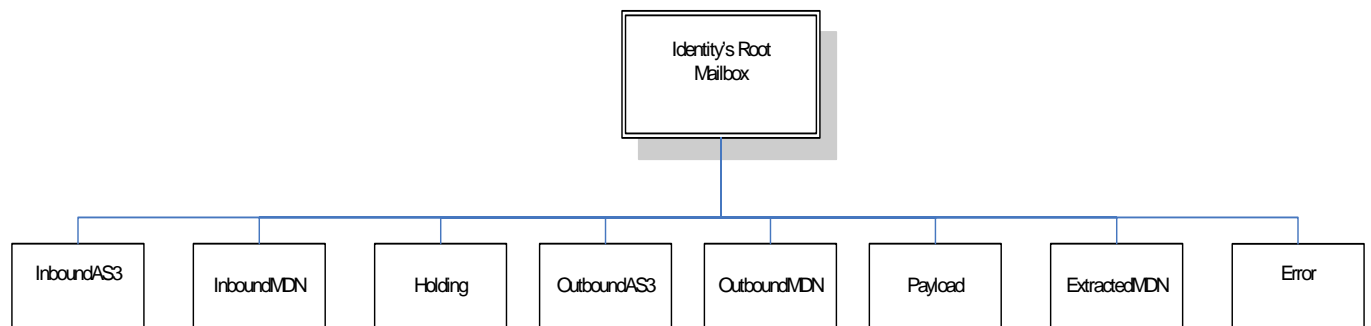 Identity's Root
Mailbox
InboundAS3
InboundMDN
Holding
OutboundAS3
OutboundMDN
Payload
ExtractedMDN
Error